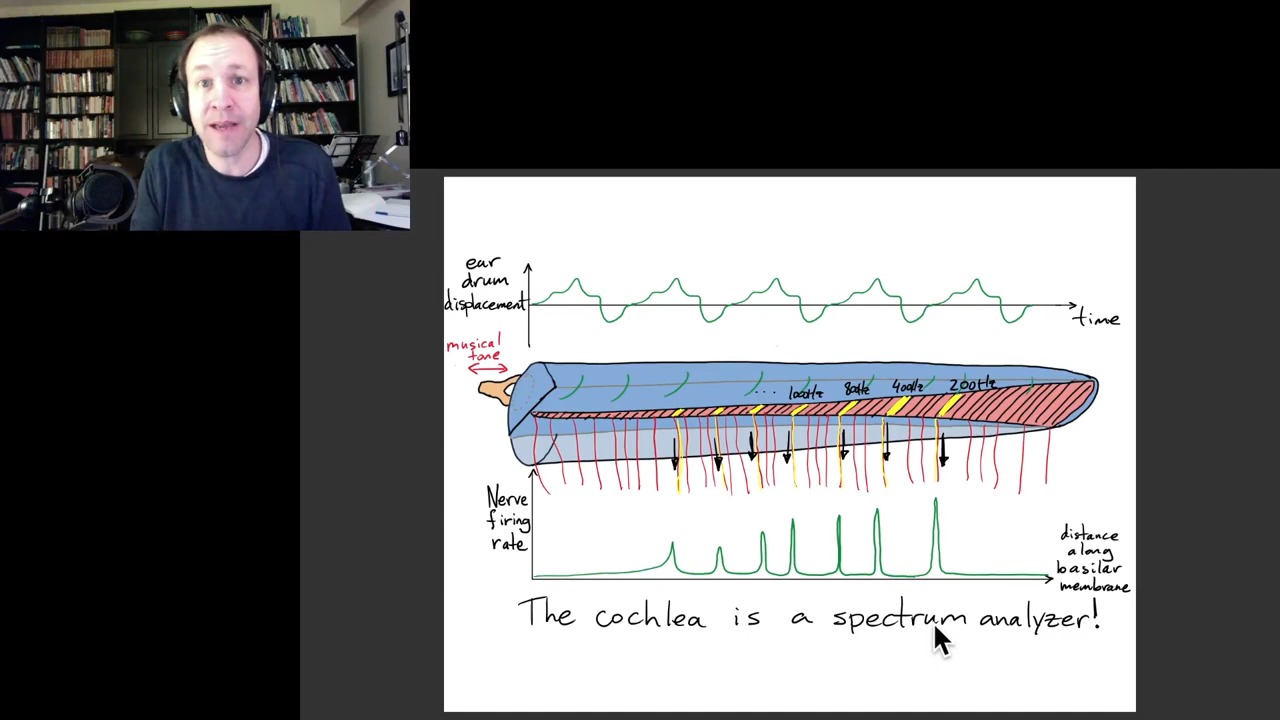 ear
drum
displacement
time
musical
tone
... 1000Hz 800Hz 400Hz 200Hz
Nerve
firing
rate
distance
along
basilar
membrane
The cochlea is a spectrum analyzer!